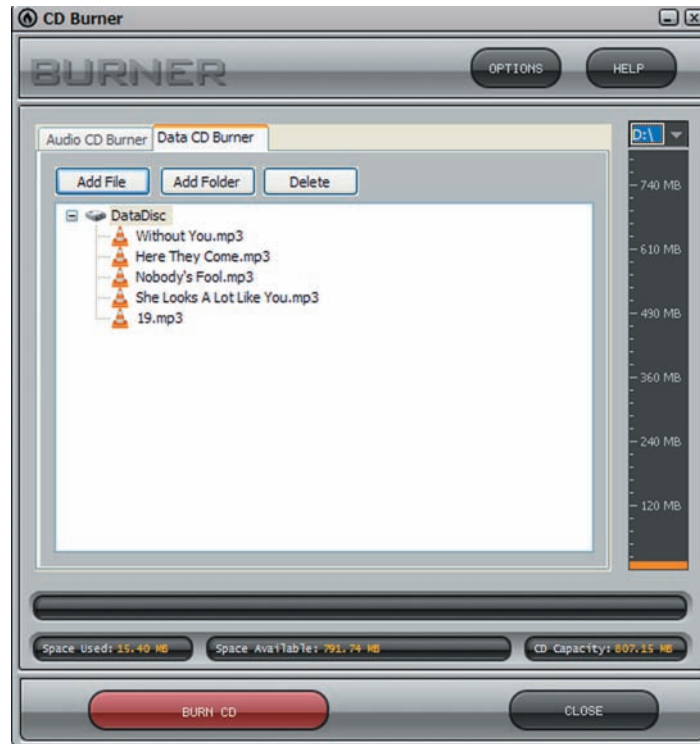 CD Burner
BURNER
OPTIONS
HELP
Audio CD Burner
Data CD Burner
D:\
Add File
Add Folder
Delete
DataDisc
Without You.mp3
Here They Come.mp3
Nobody's Fool.mp3
She Looks A Lot Like You.mp3
19.mp3
740 MB
610 MB
490 MB
360 MB
240 MB
120 MB
Space Used: 15.40 MB
Space Available: 791.74 MB
CD Capacity: 807.15 MB
BURN CD
CLOSE